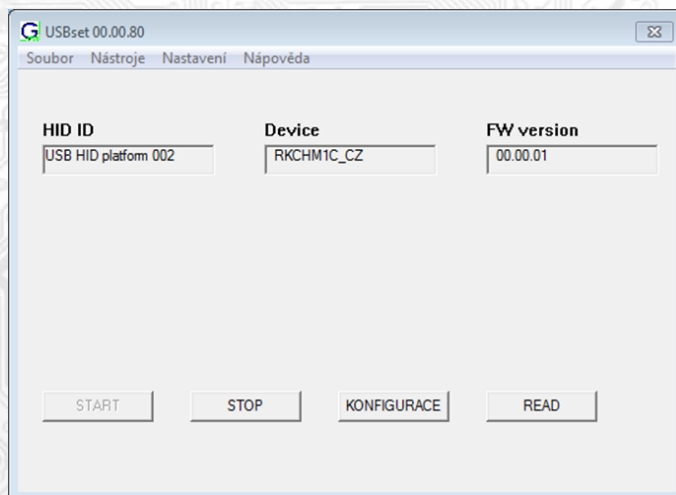 USBset 00.00.80
Soubor Nástroje Nastavení Nápověda
HID ID Device FW version
USB HID platform 002 RKCHM1C_CZ 00.00.01
START STOP KONFIGURACE READ